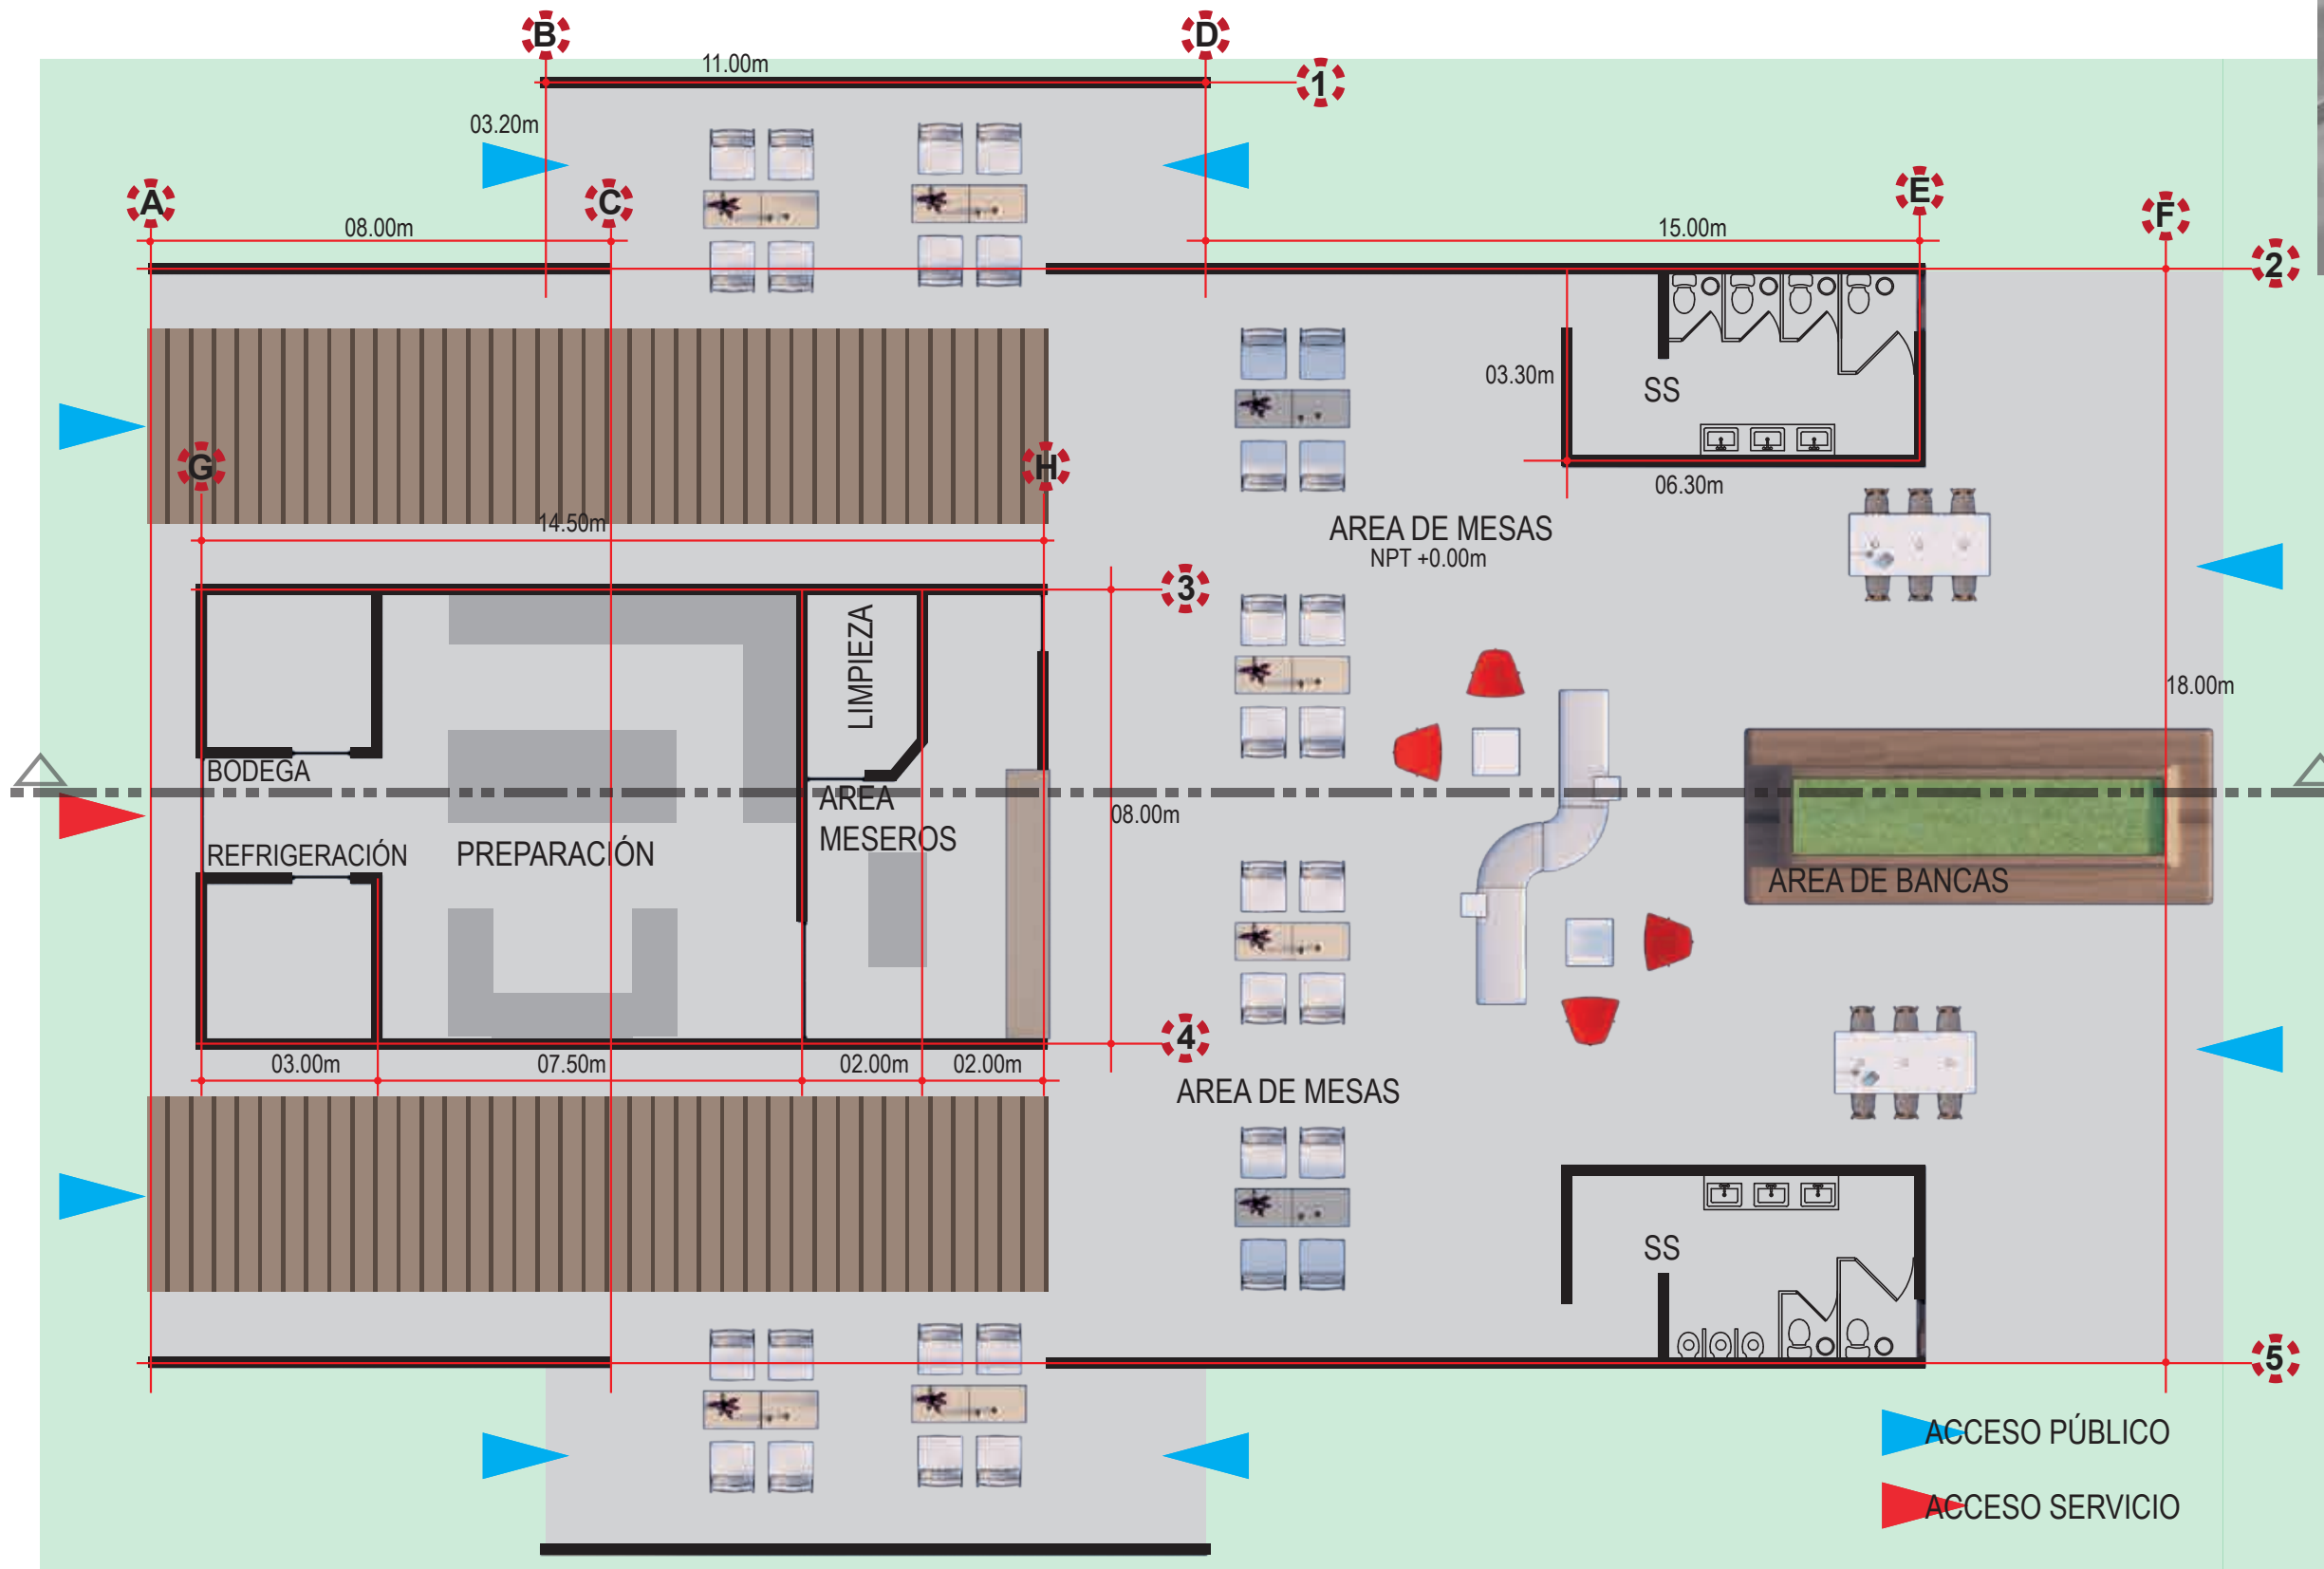 B
D
11.00m
1
03.20m
A
C
E
F
08.00m
15.00m
2
03.30m
SS
G
H
06.30m
14.50m
AREA DE MESAS
NPT +0.00m
3
LIMPIEZA
18.00m
BODEGA
AREA
MESEROS
08.00m
REFRIGERACIÓN
PREPARACIÓN
AREA DE BANCAS
4
03.00m
07.50m
02.00m
02.00m
AREA DE MESAS
SS
5
ACCESO PÚBLICO
ACCESO SERVICIO